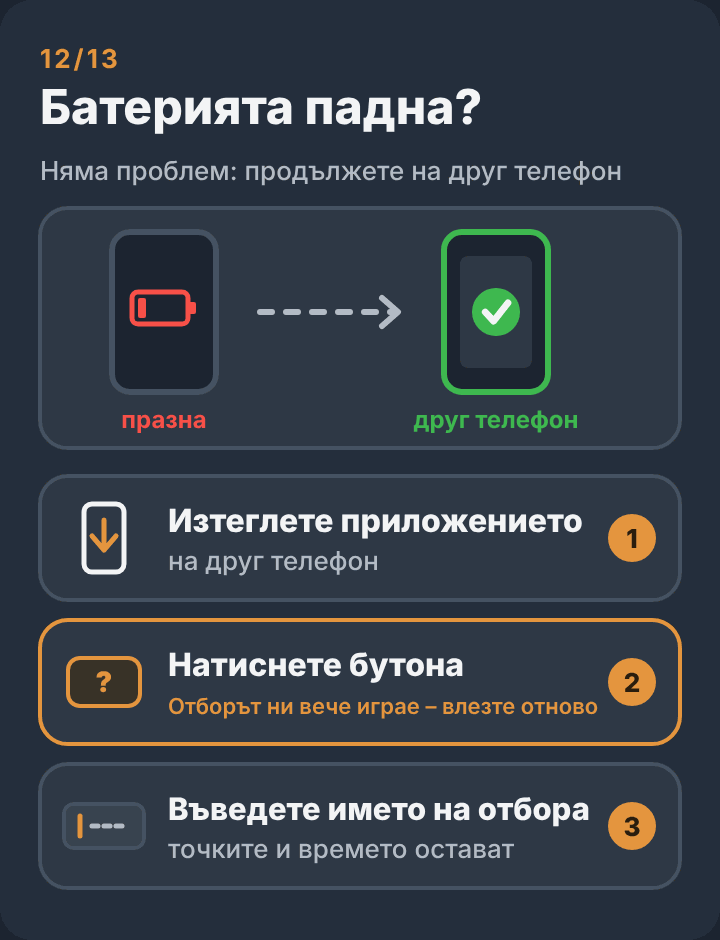 12/13
Батерията падна?
Няма проблем: продължете на друг телефон
празна
друг телефон
Изтеглете приложението
на друг телефон
1
?
Натиснете бутона
Отборът ни вече играе – влезте отново
2
Въведете името на отбора
точките и времето остават
3